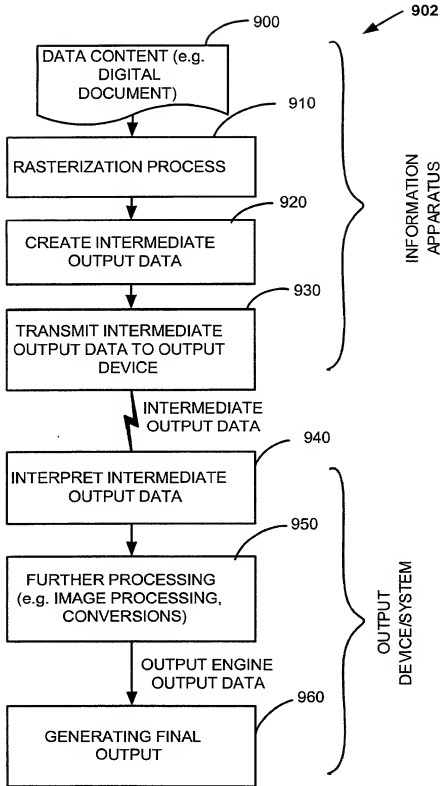 900
902
DATA CONTENT (e.g.
DIGITAL
DOCUMENT)
910
RASTERIZATION PROCESS
920
CREATE INTERMEDIATE
OUTPUT DATA
INFORMATION
APPARATUS
930
TRANSMIT INTERMEDIATE
OUTPUT DATA TO OUTPUT
DEVICE
INTERMEDIATE
OUTPUT DATA
940
INTERPRET INTERMEDIATE
OUTPUT DATA
950
FURTHER PROCESSING
(e.g. IMAGE PROCESSING,
CONVERSIONS)
OUTPUT
DEVICE/SYSTEM
OUTPUT ENGINE
OUTPUT DATA
960
GENERATING FINAL
OUTPUT